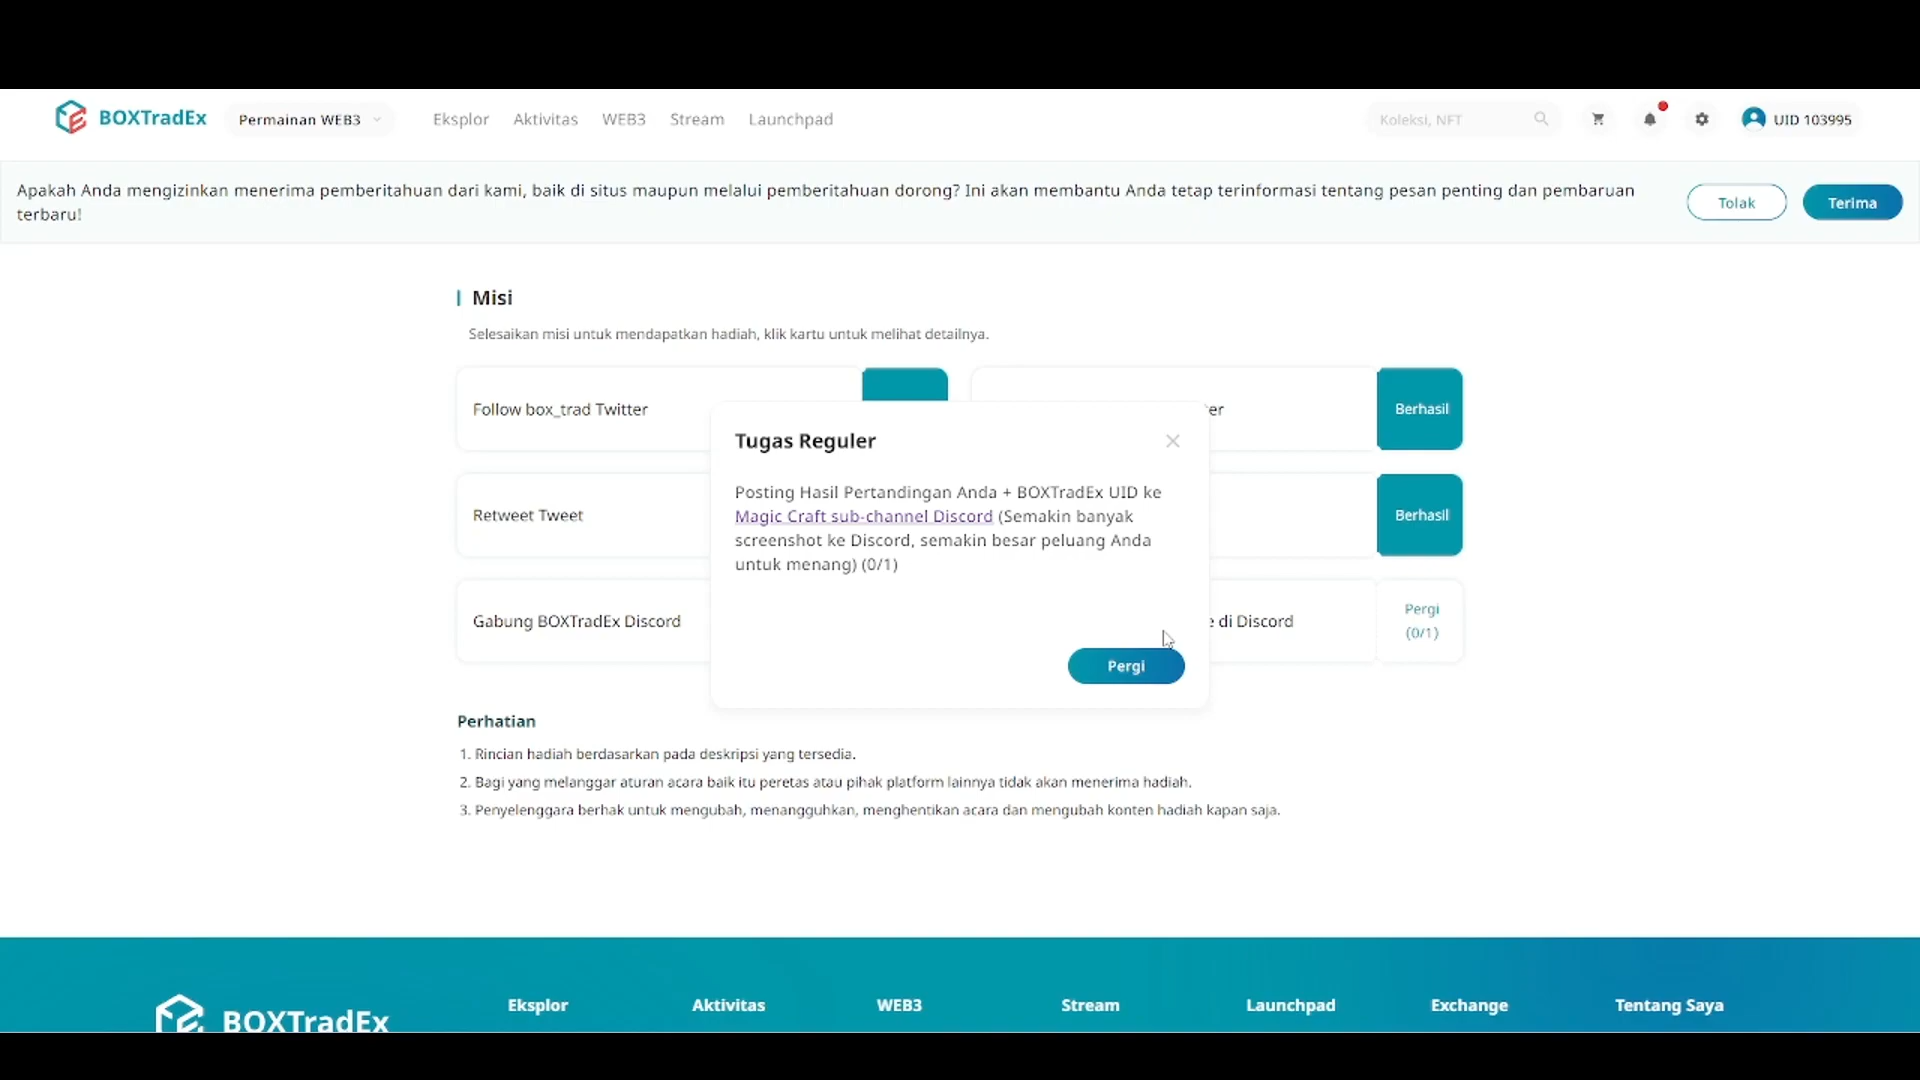 BOXTradEx
Permainan WEB3
Eksplor
Aktivitas
WEB3
Stream
Launchpad
Koleksi, NFT
UID 103995
Apakah Anda mengizinkan menerima pemberitahuan dari kami, baik di situs maupun melalui pemberitahuan dorong? Ini akan membantu Anda tetap terinformasi tentang pesan penting dan pembaruan
terbaru!
Tolak
Terima
Misi
Selesaikan misi untuk mendapatkan hadiah, klik kartu untuk melihat detailnya.
Follow box_trad Twitter
er
Berhasil
Tugas Reguler
Posting Hasil Pertandingan Anda + BOXTradEx UID ke
Magic Craft sub-channel Discord (Semakin banyak
screenshot ke Discord, semakin besar peluang Anda
untuk menang) (0/1)
Pergi
Retweet Tweet
Berhasil
Gabung BOXTradEx Discord
e di Discord
Pergi
(0/1)
Perhatian
1. Rincian hadiah berdasarkan pada deskripsi yang tersedia.
2. Bagi yang melanggar aturan acara baik itu peretas atau pihak platform lainnya tidak akan menerima hadiah.
3. Penyelenggara berhak untuk mengubah, menangguhkan, menghentikan acara dan mengubah konten hadiah kapan saja.
BOXTradEx
Eksplor
Aktivitas
WEB3
Stream
Launchpad
Exchange
Tentang Saya